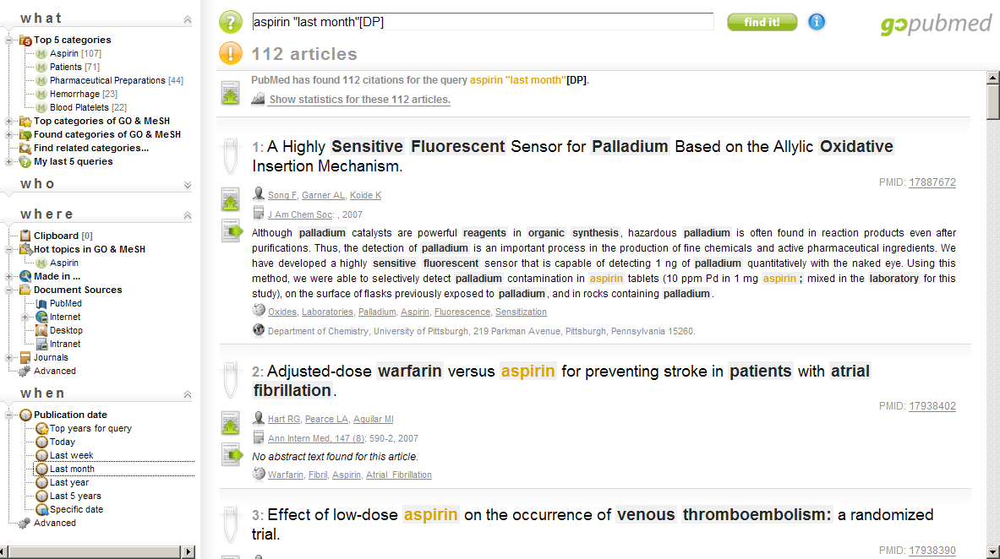 what
5 Top 5 categories
M Aspirin [107]
M Patients [71]
M Pharmaceutical Preparations [44]
M Hemorrhage [23]
M Blood Platelets [22]
Top categories of GO & MeSH
Found categories of GO & MeSH
Find related categories...
? My last 5 queries
who
where
Clipboard [0]
Hot topics in GO & MeSH
M Aspirin
Made in ...
Document Sources
PubMed
Internet
Desktop
Intranet
Journals
Advanced
when
Publication date
Top years for query
Today
Last week
Last month
Last year
Last 5 years
Specific date
Advanced
? aspirin "last month"[DP] find it! i gopubmed
! 112 articles
PubMed has found 112 citations for the query aspirin "last month"[DP].
Show statistics for these 112 articles.
1: A Highly Sensitive Fluorescent Sensor for Palladium Based on the Allylic Oxidative
Insertion Mechanism.
PMID: 17887672
Song F, Garner AL, Koide K
J Am Chem Soc: , 2007
Although palladium catalysts are powerful reagents in organic synthesis, hazardous palladium is often found in reaction products even after
purifications. Thus, the detection of palladium is an important process in the production of fine chemicals and active pharmaceutical ingredients. We
have developed a highly sensitive fluorescent sensor that is capable of detecting 1 ng of palladium quantitatively with the naked eye. Using this
method, we were able to selectively detect palladium contamination in aspirin tablets (10 ppm Pd in 1 mg aspirin ; mixed in the laboratory for this
study), on the surface of flasks previously exposed to palladium, and in rocks containing palladium.
Oxides, Laboratories, Palladium, Aspirin, Fluorescence, Sensitization
Department of Chemistry, University of Pittsburgh, 219 Parkman Avenue, Pittsburgh, Pennsylvania 15260.
2: Adjusted-dose warfarin versus aspirin for preventing stroke in patients with atrial
fibrillation.
PMID: 17938402
Hart RG, Pearce LA, Aguilar MI
Ann Intern Med, 147 (8): 590-2, 2007
No abstract text found for this article.
Warfarin, Fibril, Aspirin, Atrial Fibrillation
3: Effect of low-dose aspirin on the occurrence of venous thromboembolism: a randomized
trial.
PMID: 17938390